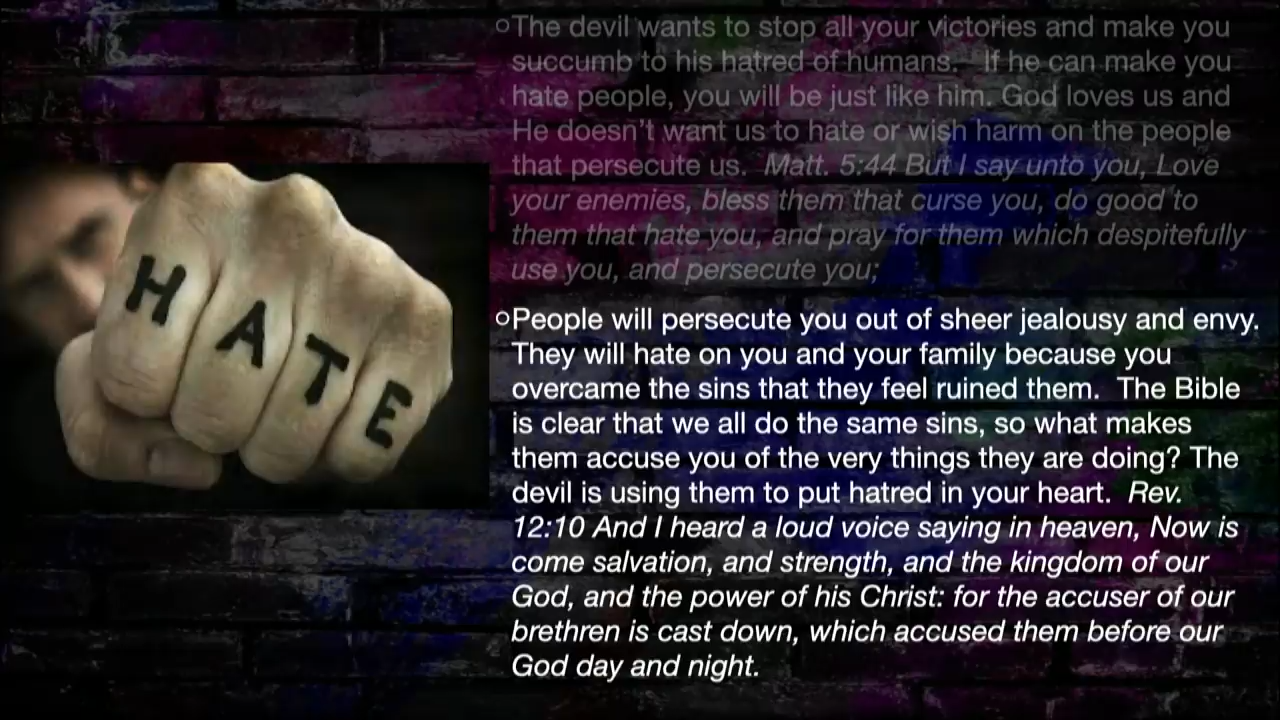 HATE
○The devil wants to stop all your victories and make you
succumb to his hatred of humans.   If he can make you
hate people, you will be just like him. God loves us and
He doesn't want us to hate or wish harm on the people
that persecute us.  Matt. 5:44 But I say unto you, Love
your enemies, bless them that curse you, do good to
them that hate you, and pray for them which despitefully
use you, and persecute you;
○People will persecute you out of sheer jealousy and envy.
They will hate on you and your family because you
overcame the sins that they feel ruined them.  The Bible
is clear that we all do the same sins, so what makes
them accuse you of the very things they are doing? The
devil is using them to put hatred in your heart.  Rev.
12:10 And I heard a loud voice saying in heaven, Now is
come salvation, and strength, and the kingdom of our
God, and the power of his Christ: for the accuser of our
brethren is cast down, which accused them before our
God day and night.